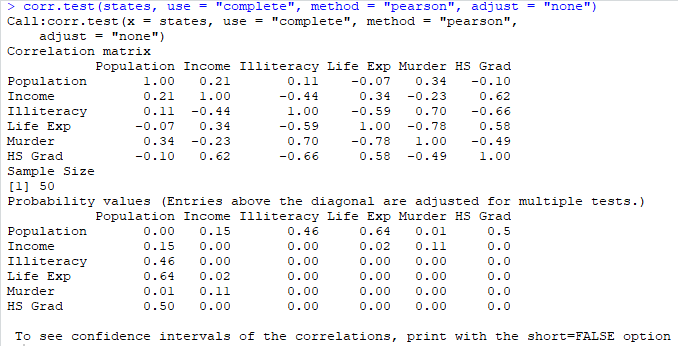 > corr.test(states, use = "complete", method = "pearson", adjust = "none")
Call:corr.test(x = states, use = "complete", method = "pearson",
    adjust = "none")
Correlation matrix
           Population Income Illiteracy Life Exp Murder HS Grad
Population       1.00   0.21       0.11    -0.07   0.34   -0.10
Income           0.21   1.00      -0.44     0.34  -0.23    0.62
Illiteracy       0.11  -0.44       1.00    -0.59   0.70   -0.66
Life Exp        -0.07   0.34      -0.59     1.00  -0.78    0.58
Murder           0.34  -0.23       0.70    -0.78   1.00   -0.49
HS Grad         -0.10   0.62      -0.66     0.58  -0.49    1.00
Sample Size
[1] 50
Probability values (Entries above the diagonal are adjusted for multiple tests.)
           Population Income Illiteracy Life Exp Murder HS Grad
Population       0.00   0.15       0.46     0.64   0.01     0.5
Income           0.15   0.00       0.00     0.02   0.11     0.0
Illiteracy       0.46   0.00       0.00     0.00   0.00     0.0
Life Exp         0.64   0.02       0.00     0.00   0.00     0.0
Murder           0.01   0.11       0.00     0.00   0.00     0.0
HS Grad          0.50   0.00       0.00     0.00   0.00     0.0
 To see confidence intervals of the correlations, print with the short=FALSE option